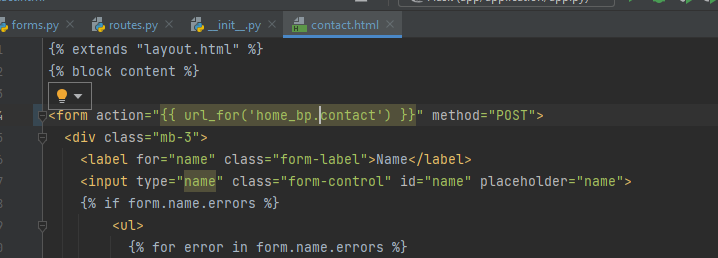 forms.py routes.py __init__.py contact.html
{% extends "layout.html" %}
{% block content %}
<form action="{{ url_for('home_bp.contact') }}" method="POST">
<div class="mb-3">
<label for="name" class="form-label">Name</label>
<input type="name" class="form-control" id="name" placeholder="name">
{% if form.name.errors %}
<ul>
{% for error in form.name.errors %}